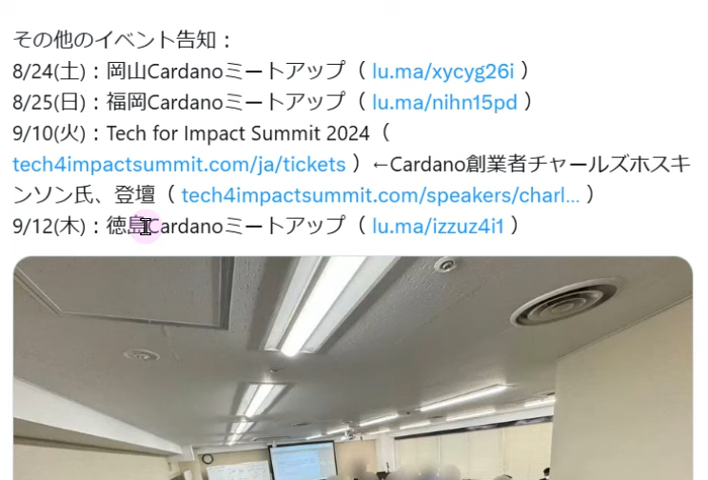 その他のイベント告知：
8/24(土)：岡山Cardanoミートアップ（ lu.ma/xycyg26i ）
8/25(日)：福岡Cardanoミートアップ（ lu.ma/nihn15pd ）
9/10(火)：Tech for Impact Summit 2024（
tech4impactsummit.com/ja/tickets ）←Cardano創業者チャールズホスキ
ンソン氏、登壇（ tech4impactsummit.com/speakers/charl… ）
9/12(木)：徳島Cardanoミートアップ（ lu.ma/izzuz4i1 ）